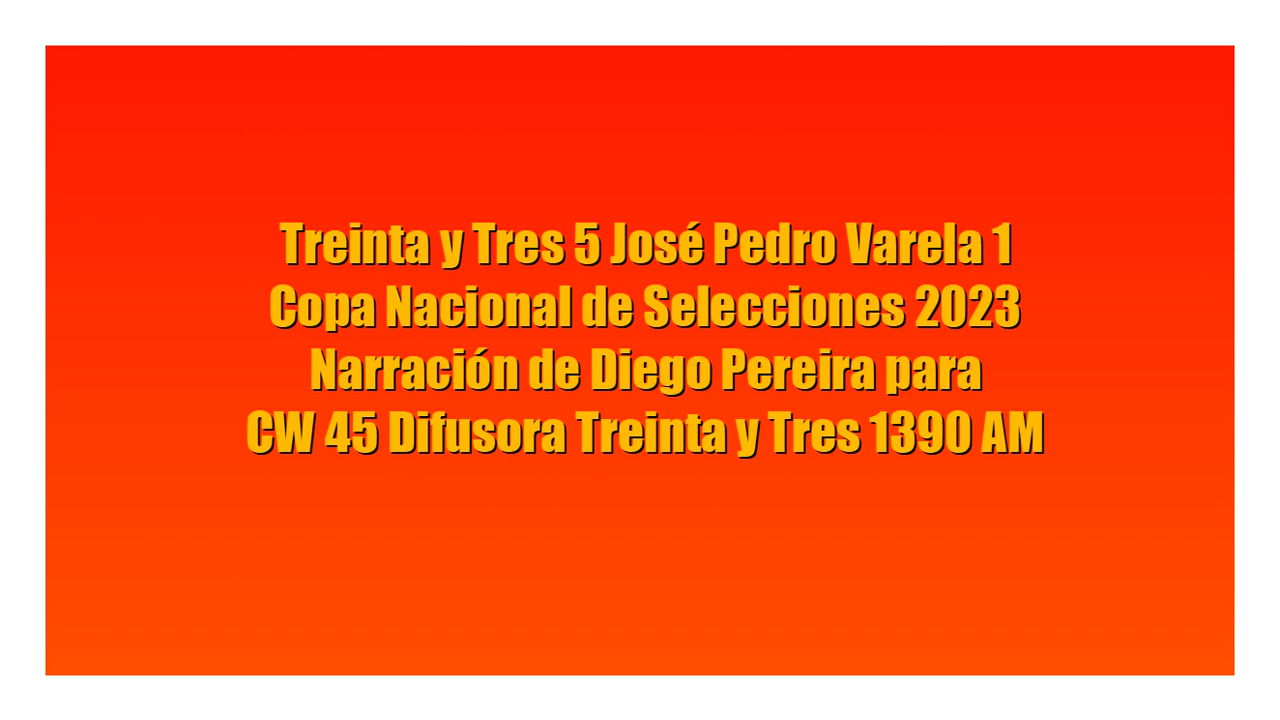 Treinta y Tres 5 José Pedro Varela 1
Copa Nacional de Selecciones 2023
Narración de Diego Pereira para
CW 45 Difusora Treinta y Tres 1390 AM